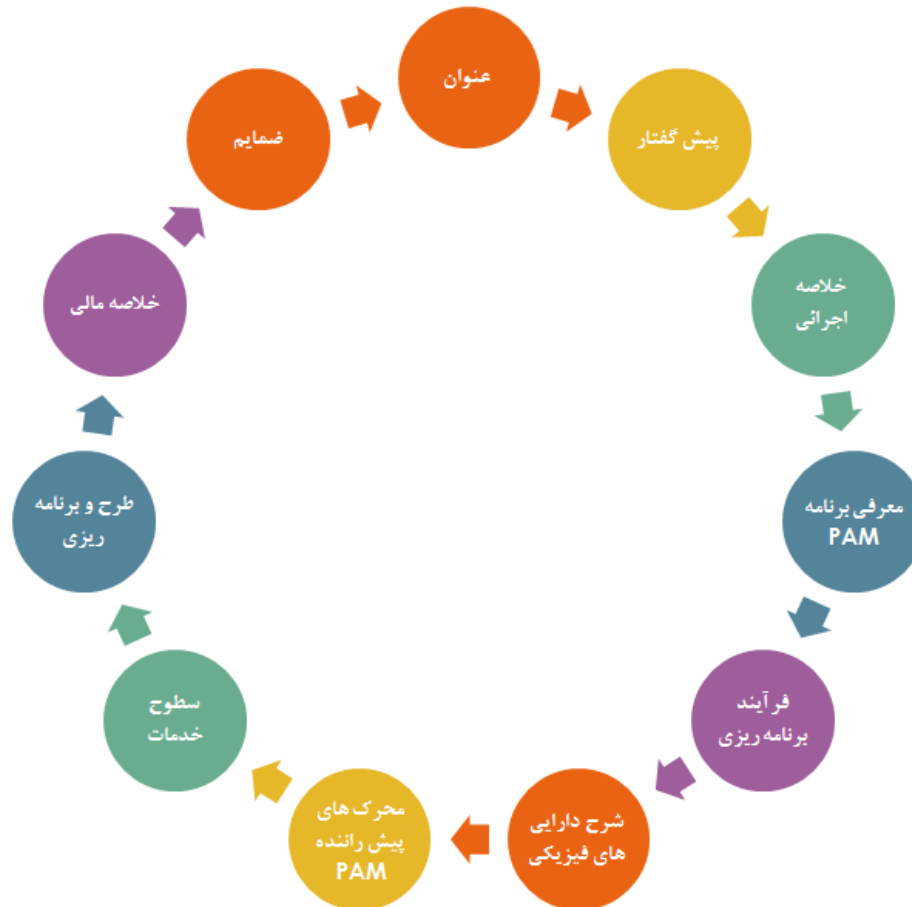 عنوان
پیش گفتار
خلاصه
اجرائی
معرفی برنامه
PAM
فرآیند
برنامه ریزی
شرح دارایی
های فیزیکی
محرک های
پیش راننده
PAM
سطوح
خدمات
طرح و برنامه
ریزی
خلاصه مالی
ضمایم